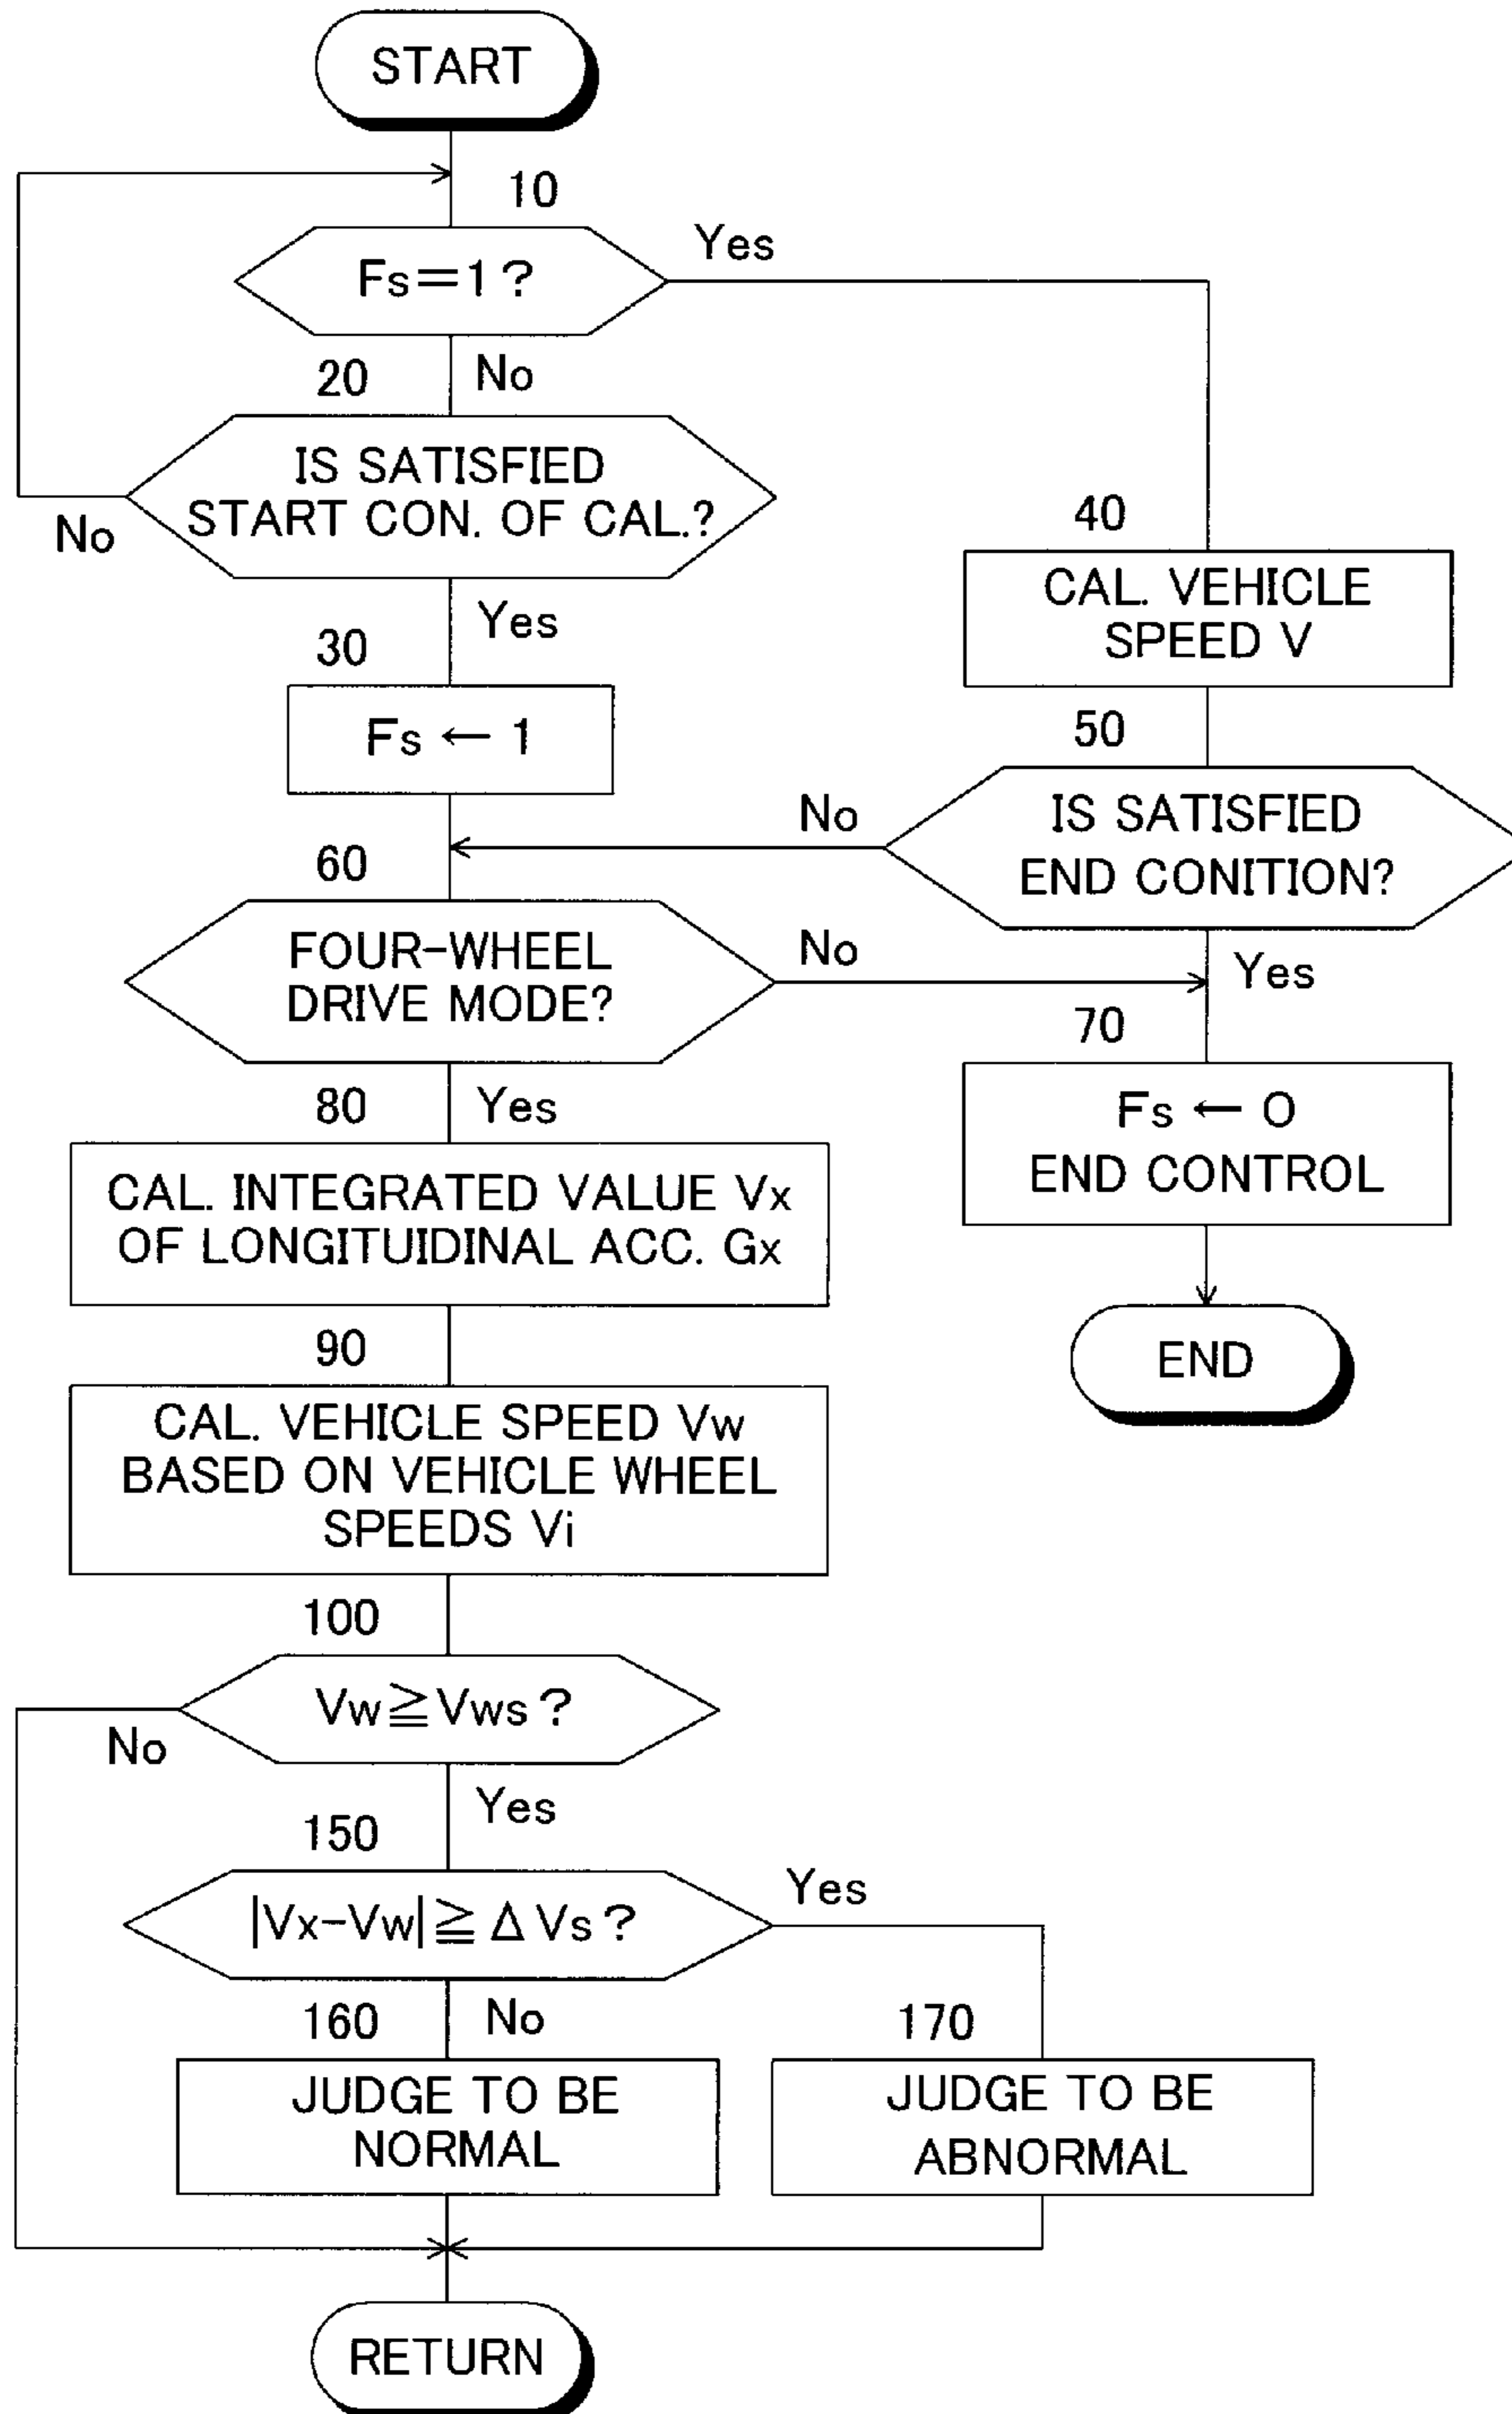 START
10
Fs=1?
Yes
20
No
IS SATISFIED
START CON. OF CAL.?
No
Yes
30
Fs ← 1
40
CAL. VEHICLE
SPEED V
50
IS SATISFIED
END CONITION?
No
Yes
60
FOUR-WHEEL
DRIVE MODE?
No
70
Fs ← 0
END CONTROL
END
80
Yes
CAL. INTEGRATED VALUE Vx
OF LONGITUIDINAL ACC. Gx
90
CAL. VEHICLE SPEED Vw
BASED ON VEHICLE WHEEL
SPEEDS Vi
100
Vw≧Vws?
No
Yes
150
|Vx-Vw|≧ΔVs?
Yes
160
No
170
JUDGE TO BE
NORMAL
JUDGE TO BE
ABNORMAL
RETURN